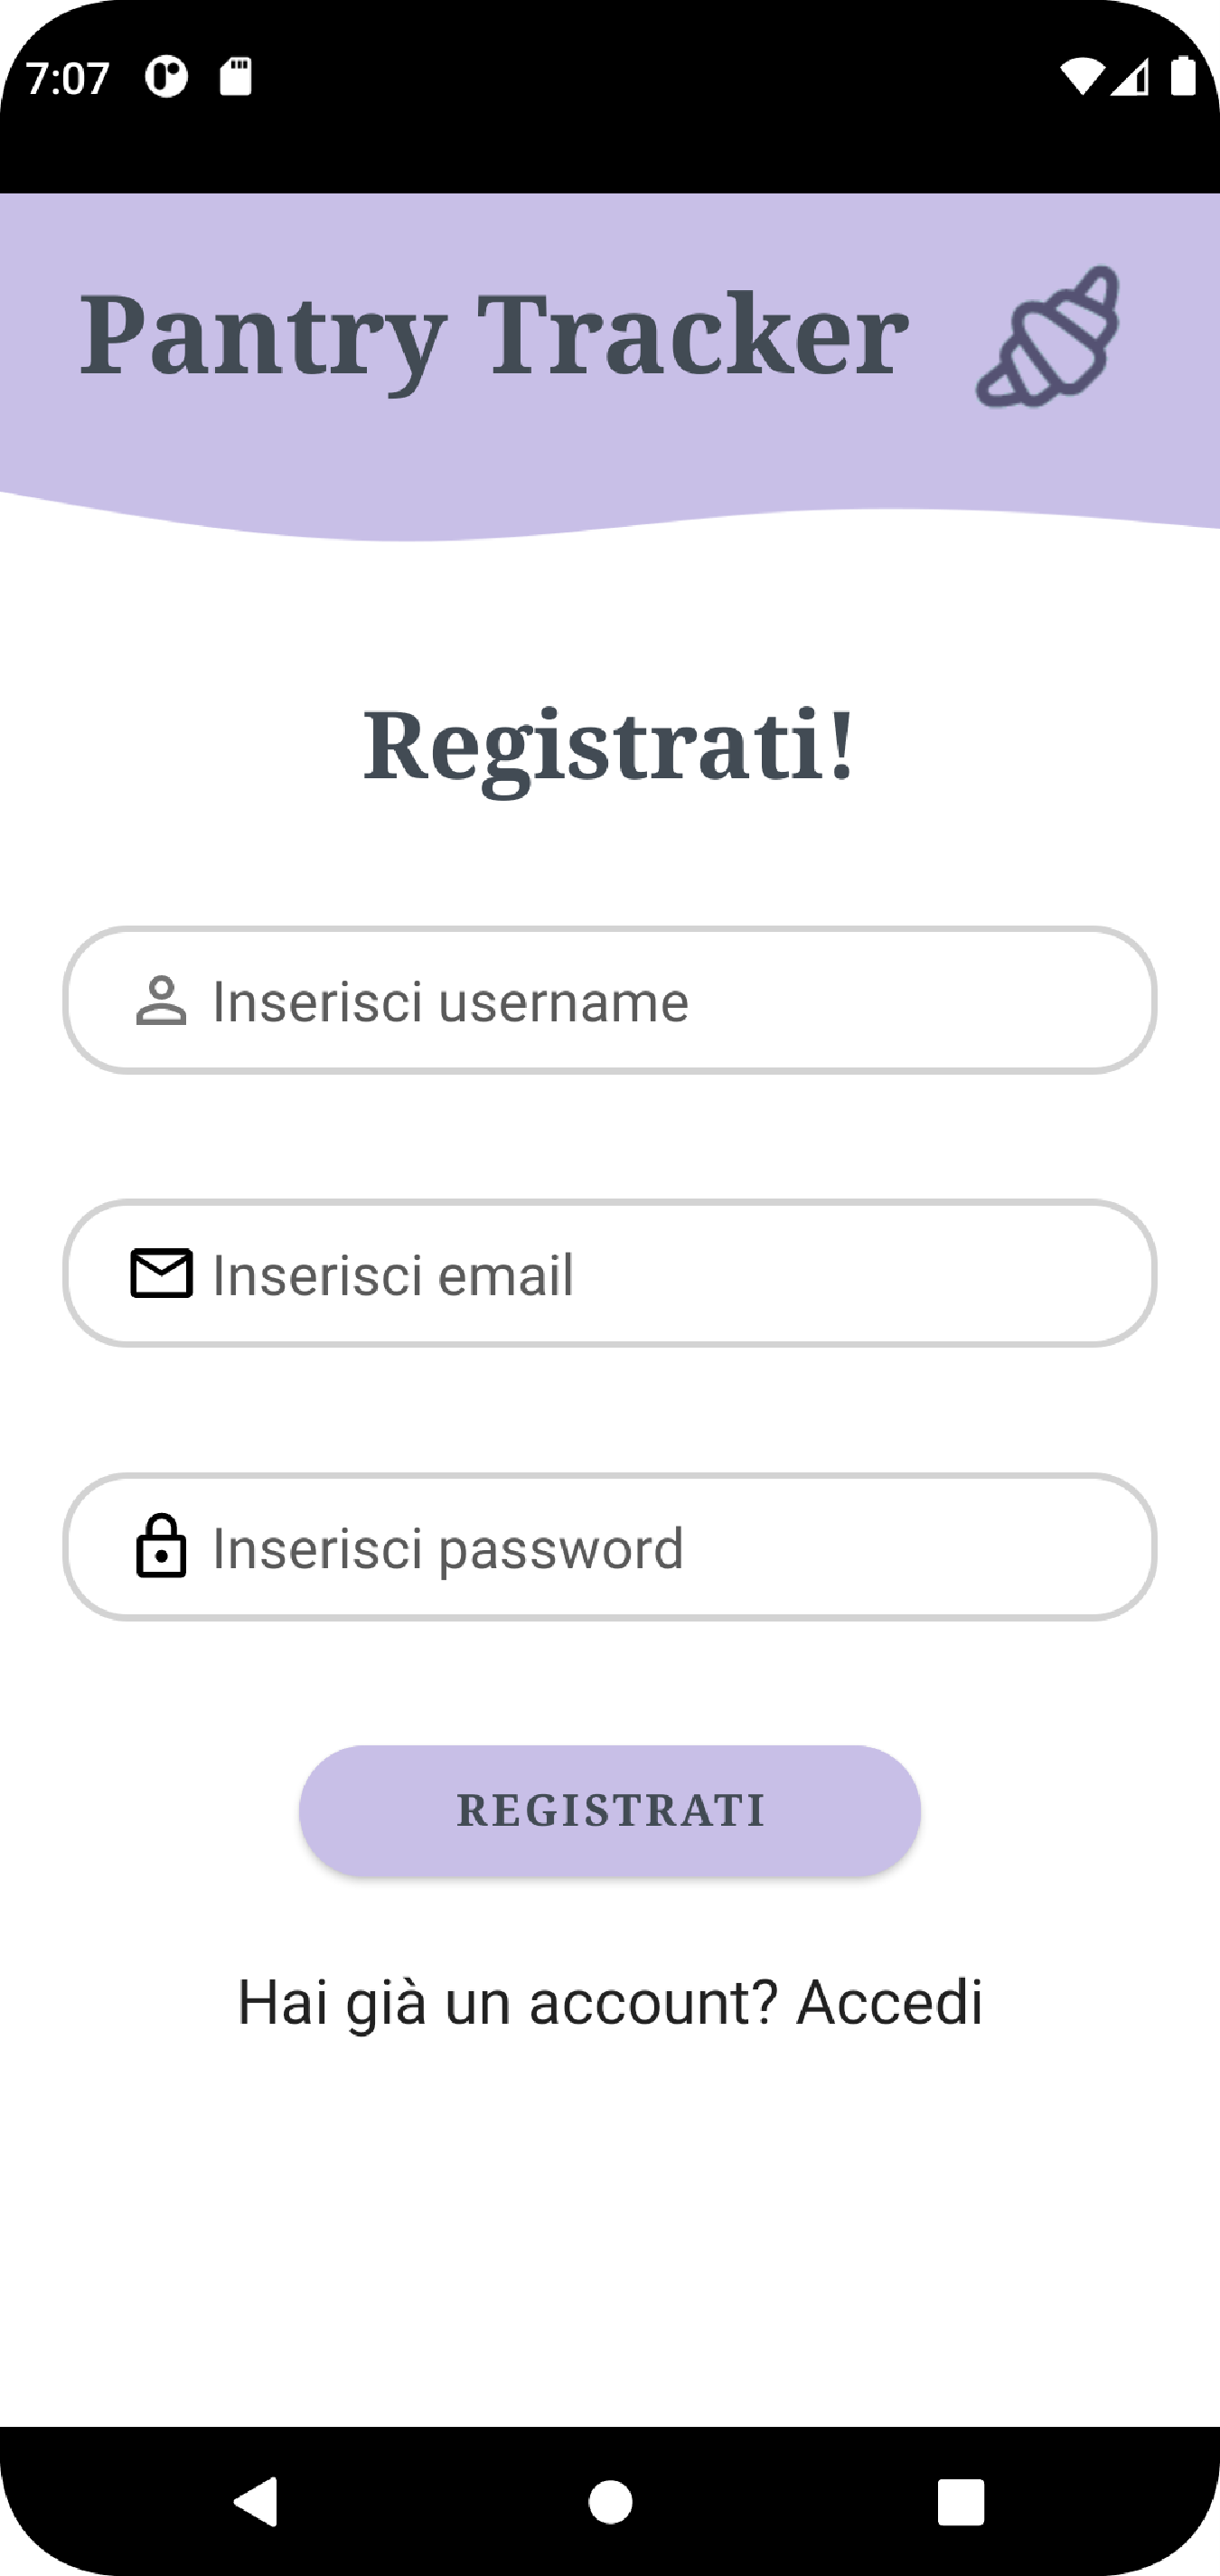 7:07
Pantry Tracker
Registrati!
Inserisci username
Inserisci email
Inserisci password
REGISTRATI
Hai già un account? Accedi